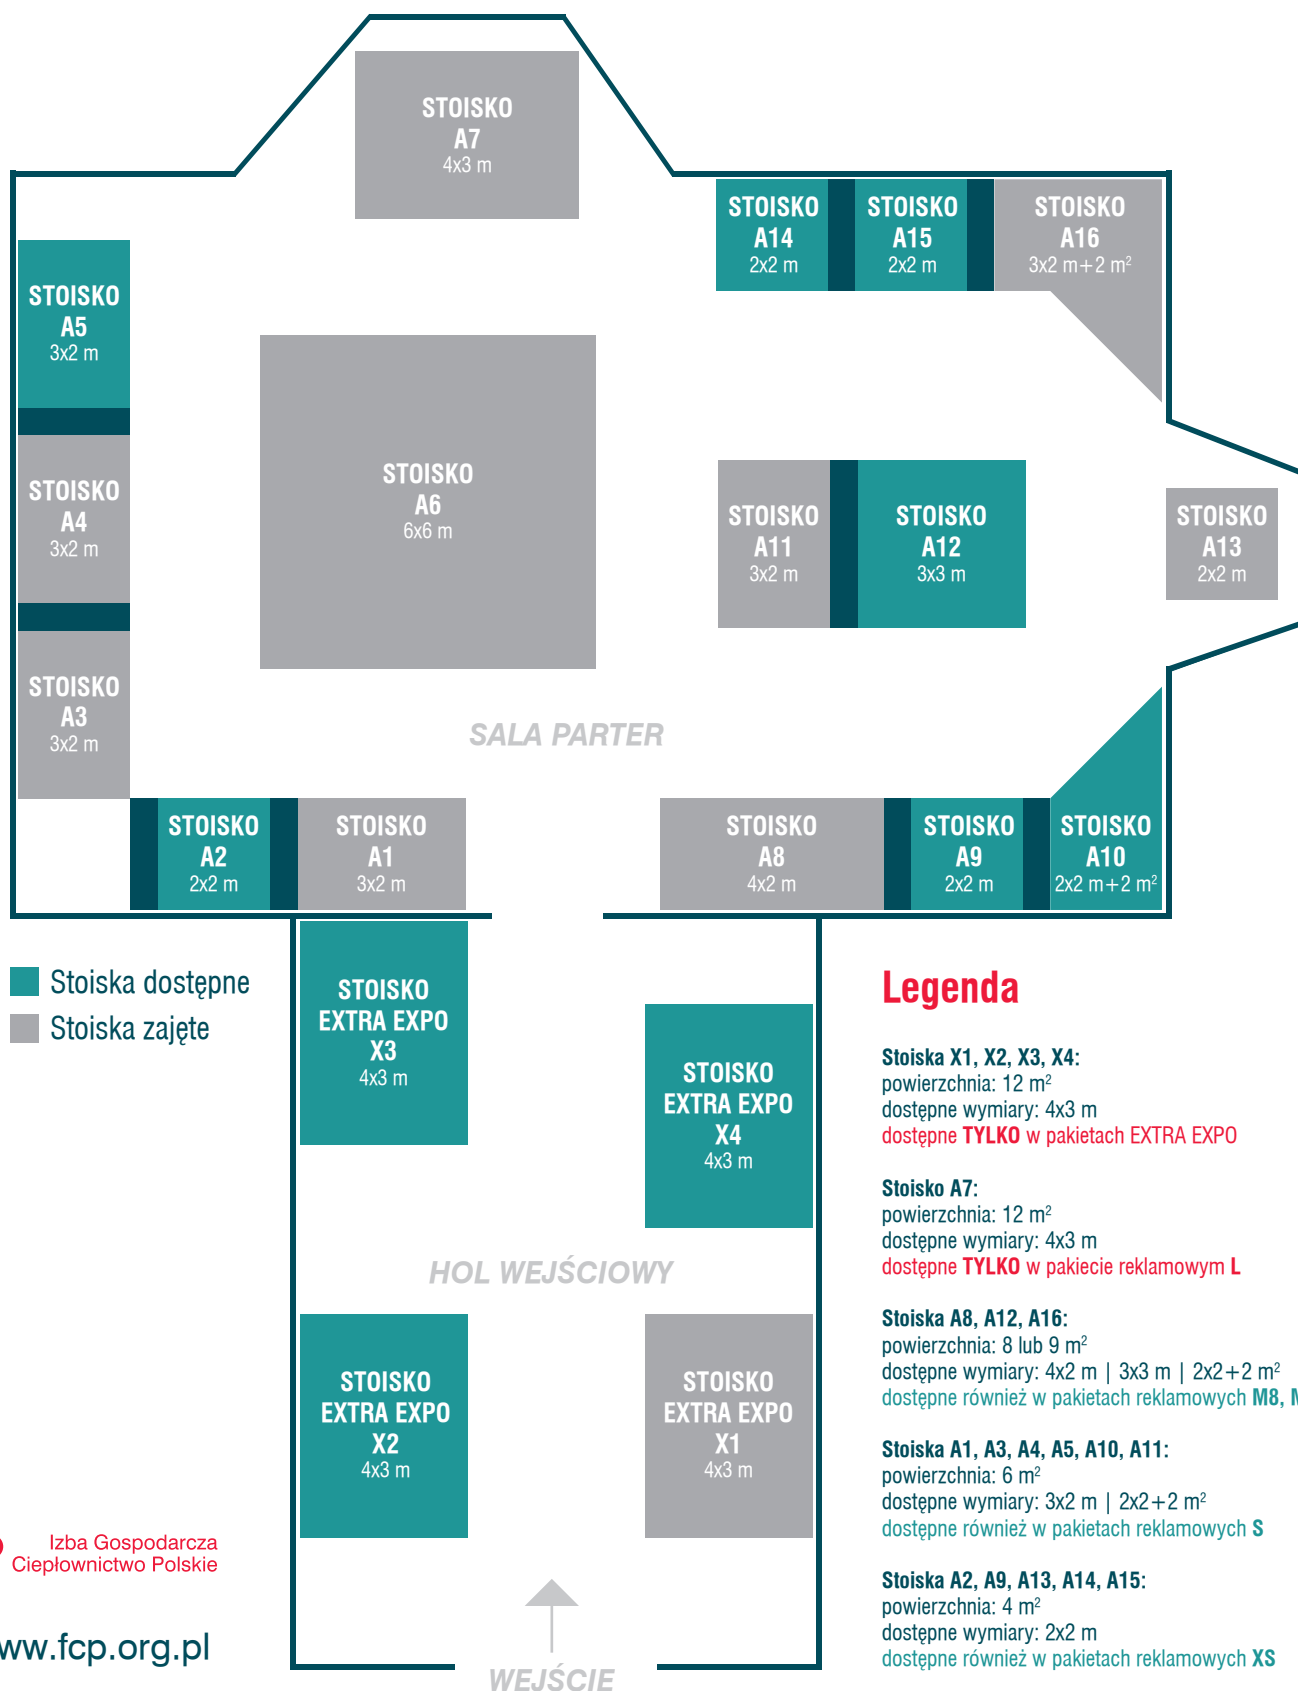 STOISKO
A7
4x3 m
STOISKO
A14
2x2 m
STOISKO
A15
2x2 m
STOISKO
A16
3x2 m+2 m²
STOISKO
A5
3x2 m
STOISKO
A4
3x2 m
STOISKO
A3
3x2 m
STOISKO
A6
6x6 m
STOISKO
A11
3x2 m
STOISKO
A12
3x3 m
STOISKO
A13
2x2 m
SALA PARTER
STOISKO
A2
2x2 m
STOISKO
A1
3x2 m
STOISKO
A8
4x2 m
STOISKO
A9
2x2 m
STOISKO
A10
2x2 m+2 m²
Stoiska dostępne
Stoiska zajęte
STOISKO
EXTRA EXPO
X3
4x3 m
STOISKO
EXTRA EXPO
X4
4x3 m
HOL WEJŚCIOWY
STOISKO
EXTRA EXPO
X2
4x3 m
STOISKO
EXTRA EXPO
X1
4x3 m
WEJŚCIE
Legenda
Stoiska X1, X2, X3, X4:
powierzchnia: 12 m²
dostępne wymiary: 4x3 m
dostępne TYLKO w pakietach EXTRA EXPO
Stoisko A7:
powierzchnia: 12 m²
dostępne wymiary: 4x3 m
dostępne TYLKO w pakiecie reklamowym L
Stoiska A8, A12, A16:
powierzchnia: 8 lub 9 m²
dostępne wymiary: 4x2 m | 3x3 m | 2x2+2 m²
dostępne również w pakietach reklamowych M8,
Stoiska A1, A3, A4, A5, A10, A11:
powierzchnia: 6 m²
dostępne wymiary: 3x2 m | 2x2+2 m²
dostępne również w pakietach reklamowych S
Stoiska A2, A9, A13, A14, A15:
powierzchnia: 4 m²
dostępne wymiary: 2x2 m
dostępne również w pakietach reklamowych XS
Izba Gospodarcza
Ciepłownictwo Polskie
ww.fcp.org.pl